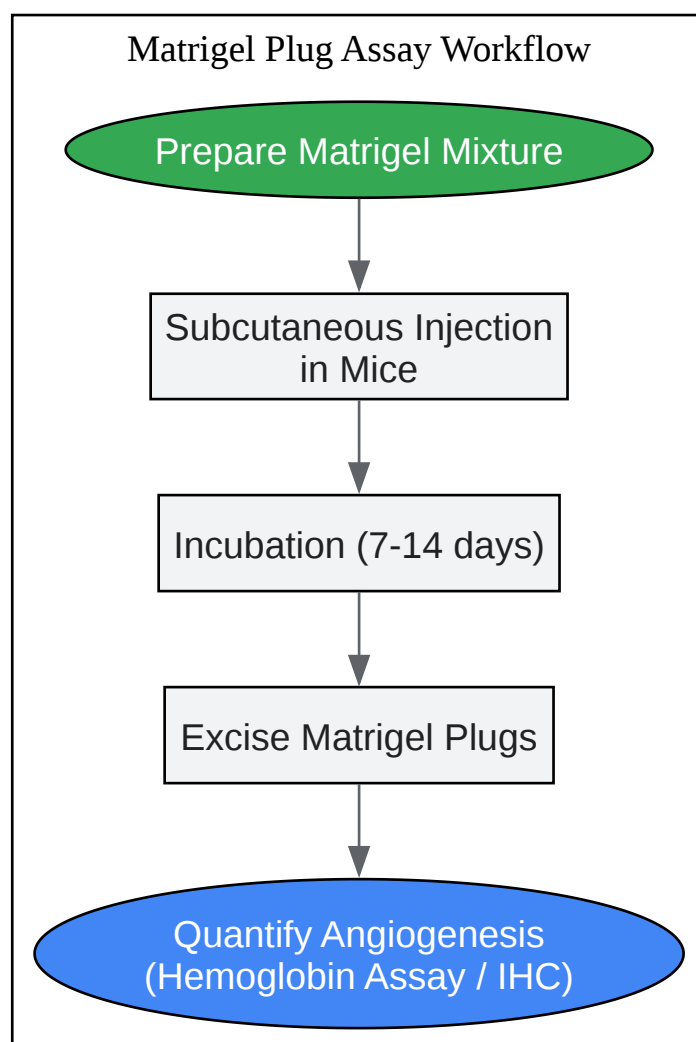 Matrigel Plug Assay Workflow
Prepare Matrigel Mixture
Subcutaneous Injection
in Mice
Incubation (7-14 days)
Excise Matrigel Plugs
Quantify Angiogenesis
(Hemoglobin Assay / IHC)